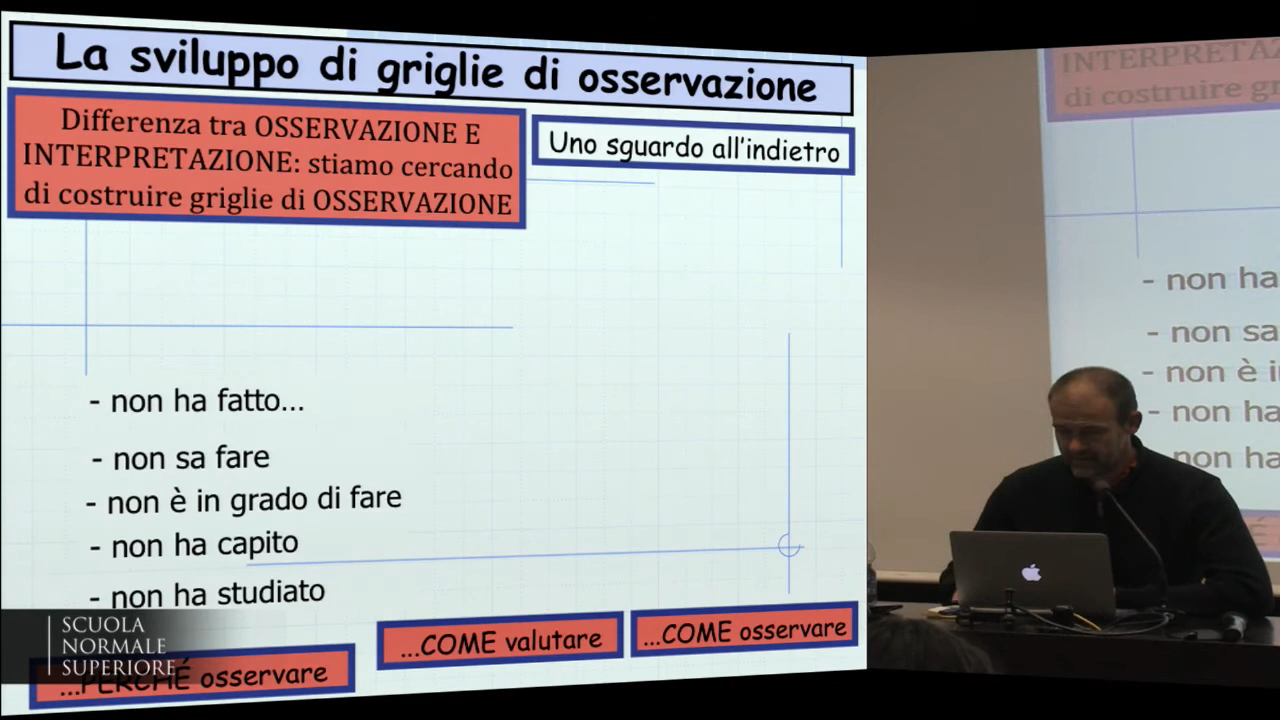 La sviluppo di griglie di osservazione
Differenza tra OSSERVAZIONE E
INTERPRETAZIONE: stiamo cercando
di costruire griglie di OSSERVAZIONE
Uno sguardo all'indietro
- non ha fatto...
- non sa fare
- non è in grado di fare
- non ha capito
- non ha studiato
...PERCHÉ osservare
...COME valutare
...COME osservare
SCUOLA
NORMALE
SUPERIORE
INTERPRETAZ
di costruire gr
- non ha
- non sa
- non è i
- non ha
non ha